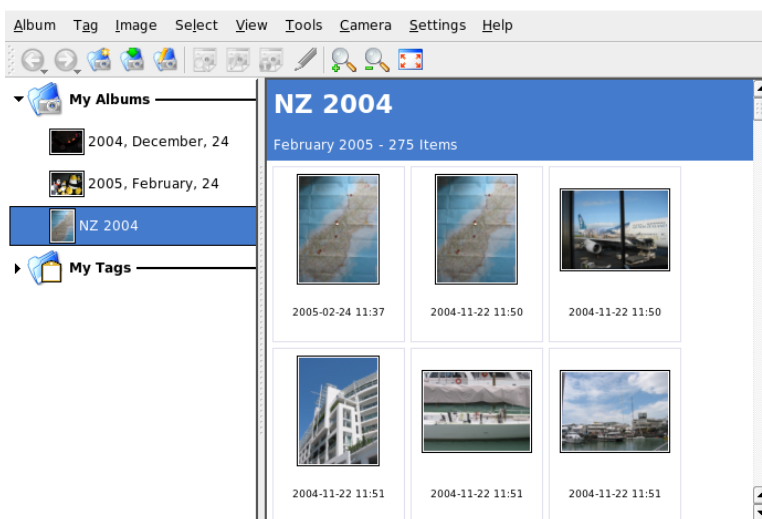 Album Tag Image Select View Tools Camera Settings Help
My Albums
2004, December, 24
2005, February, 24
NZ 2004
My Tags
NZ 2004
February 2005 - 275 Items
2005-02-24 11:37 2004-11-22 11:50 2004-11-22 11:50
2004-11-22 11:51 2004-11-22 11:51 2004-11-22 11:51